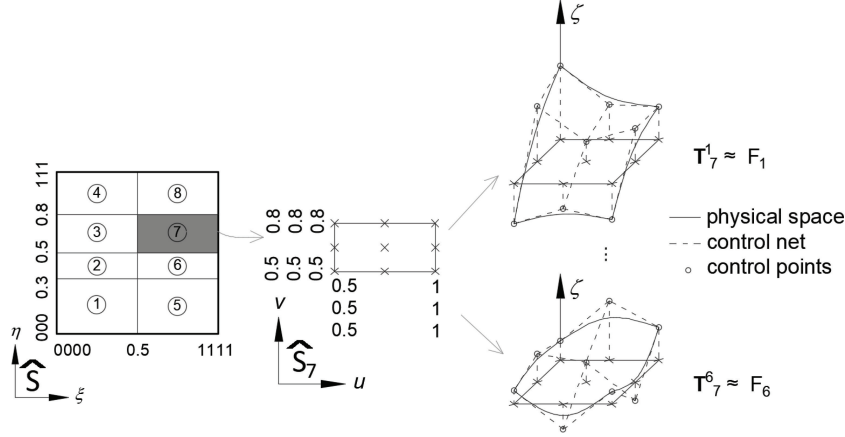 ζ
T¹₇ ≈ F₁
111
0.8
0.5
0.3
000
4
8
3
7
2
6
1
5
0000
0.5
1111
η
Ŝ
ξ
0.8 0.8 0.8
0.5 0.5 0.5
0.5 1
0.5 1
0.5 1
v
Ŝ₇
u
physical space
control net
control points
⋮
ζ
T⁶₇ ≈ F₆